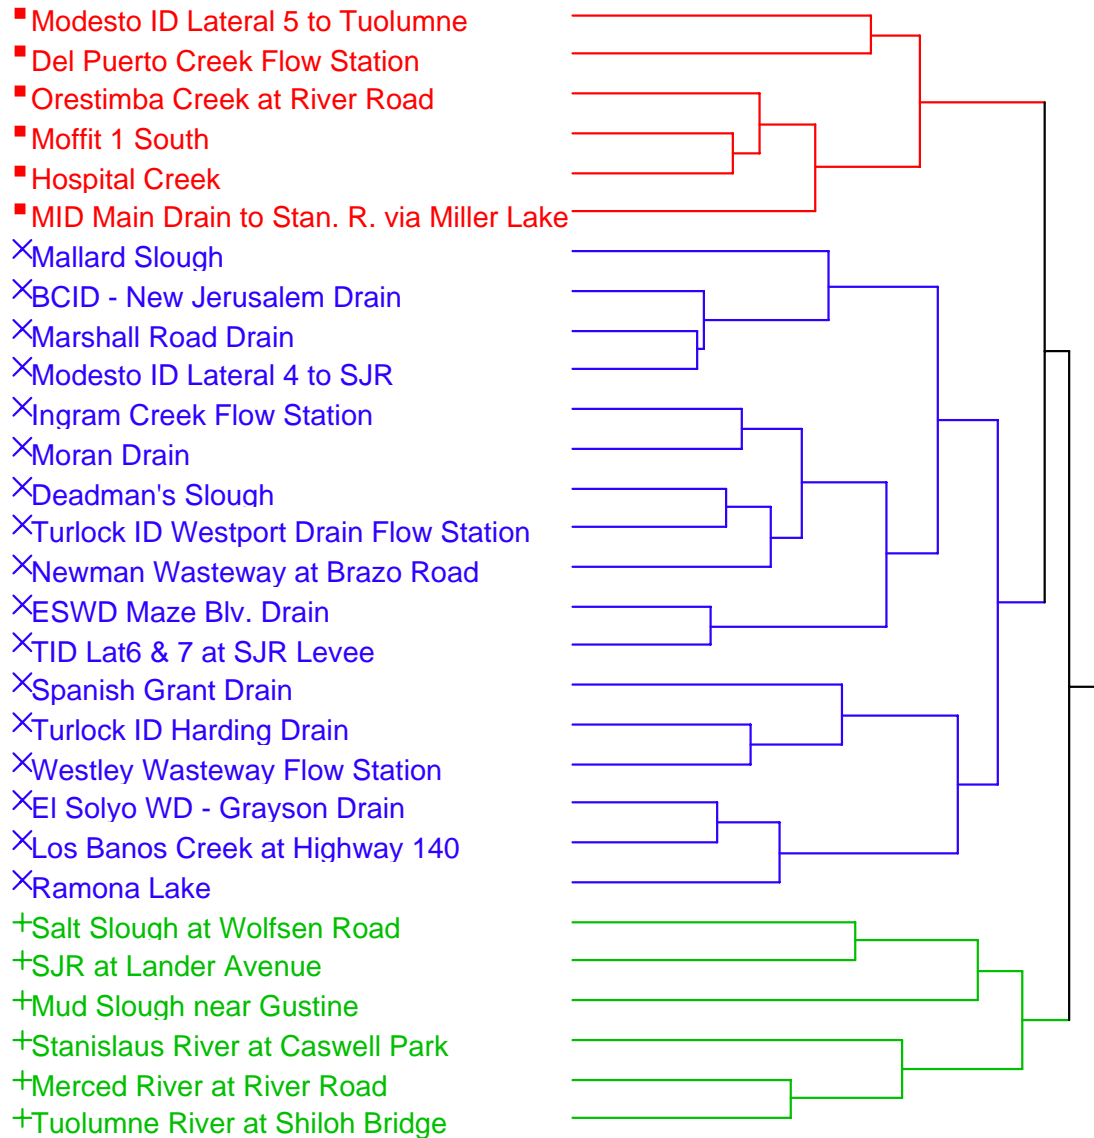 Modesto ID Lateral 5 to Tuolumne
Del Puerto Creek Flow Station
Orestimba Creek at River Road
Moffit 1 South
Hospital Creek
MID Main Drain to Stan. R. via Miller Lake
Mallard Slough
BCID - New Jerusalem Drain
Marshall Road Drain
Modesto ID Lateral 4 to SJR
Ingram Creek Flow Station
Moran Drain
Deadman's Slough
Turlock ID Westport Drain Flow Station
Newman Wasteway at Brazo Road
ESWD Maze Blv. Drain
TID Lat6 & 7 at SJR Levee
Spanish Grant Drain
Turlock ID Harding Drain
Westley Wasteway Flow Station
El Solyo WD - Grayson Drain
Los Banos Creek at Highway 140
Ramona Lake
Salt Slough at Wolfsen Road
SJR at Lander Avenue
Mud Slough near Gustine
Stanislaus River at Caswell Park
Merced River at River Road
Tuolumne River at Shiloh Bridge